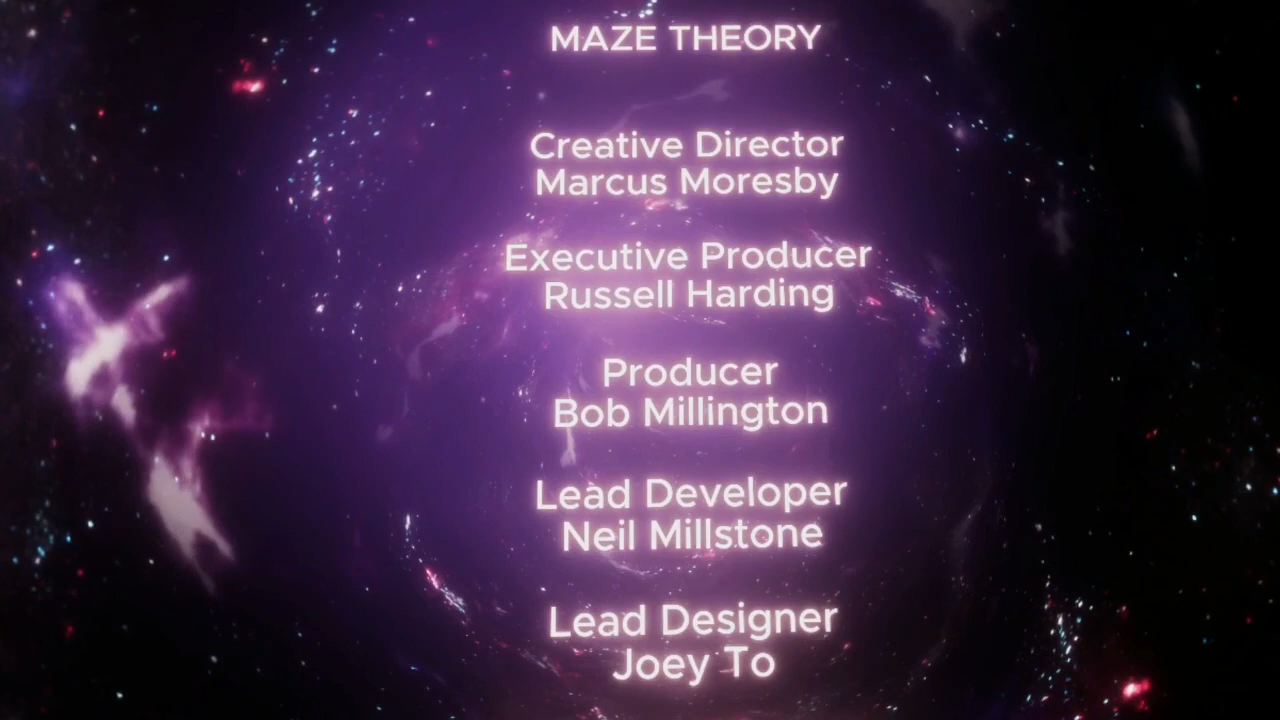 MAZE THEORY
Creative Director
Marcus Moresby
Executive Producer
Russell Harding
Producer
Bob Millington
Lead Developer
Neil Millstone
Lead Designer
Joey To